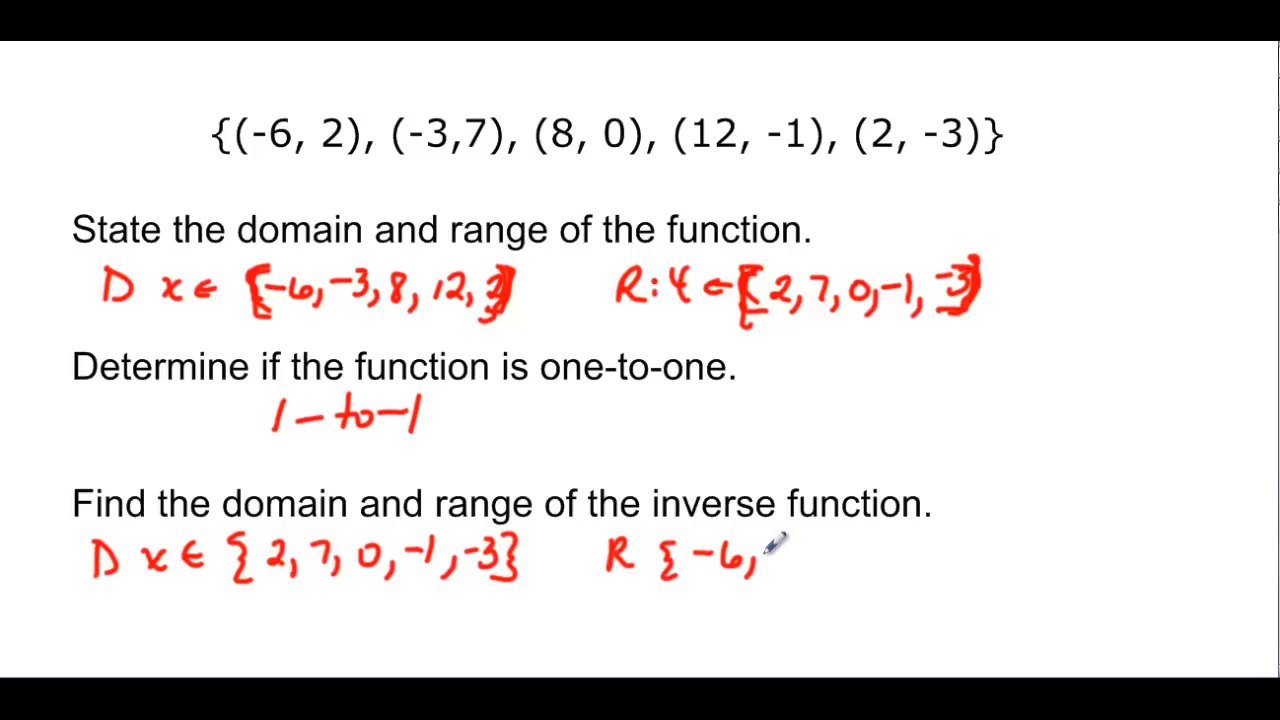 {(-6, 2), (-3,7), (8, 0), (12, -1), (2, -3)}
State the domain and range of the function.
D x ∈ {-6, -3, 8, 12, 2} R: y ∈ {2, 7, 0, -1, -3}
Determine if the function is one-to-one.
1-to-1
Find the domain and range of the inverse function.
D x ∈ {2, 7, 0, -1, -3} R {-6,